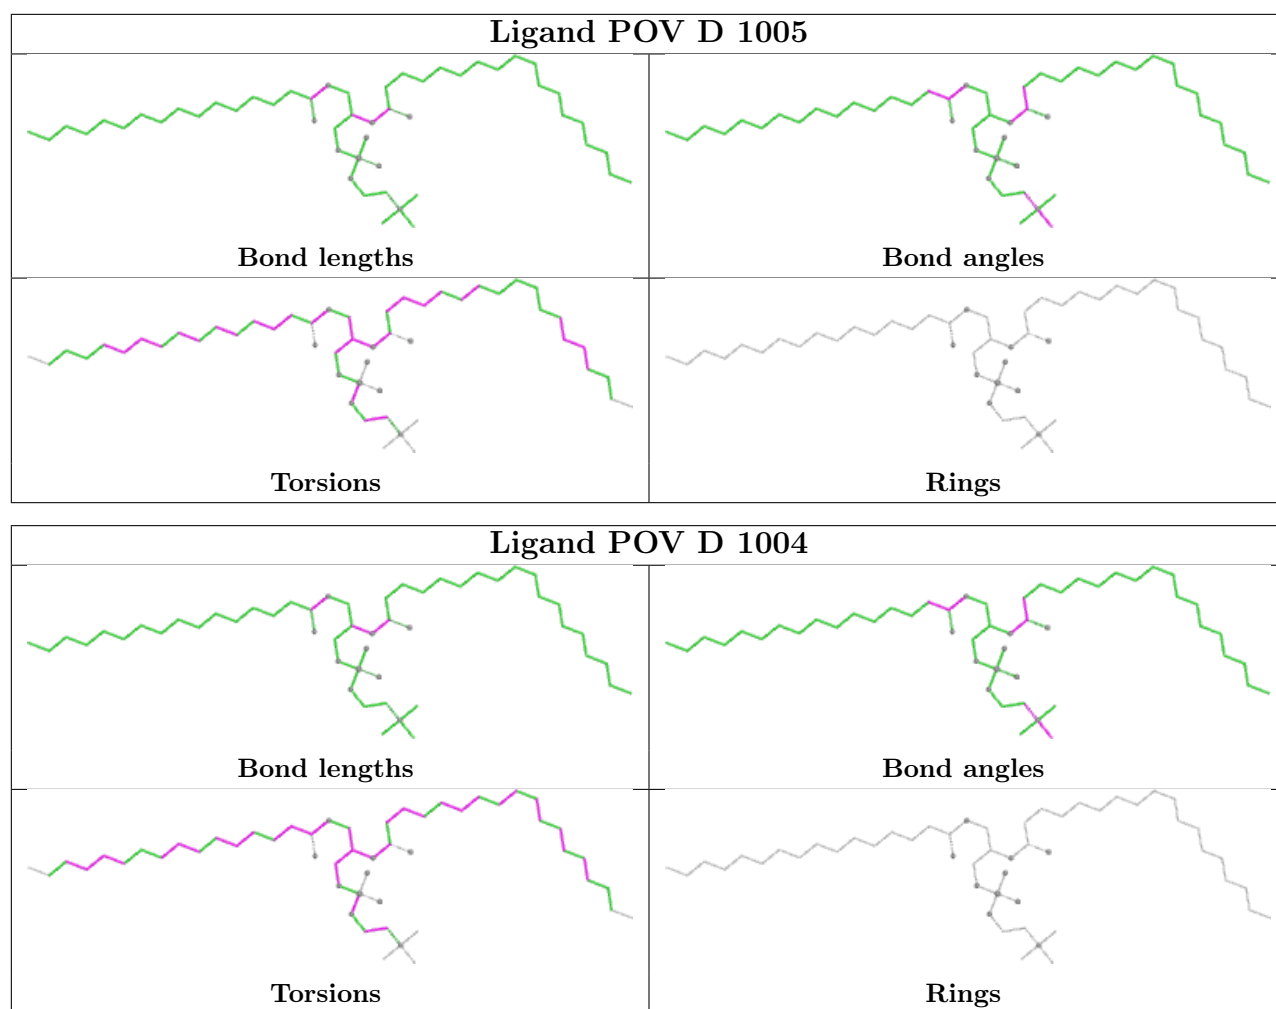 Ligand POV D 1005
Bond lengths
Bond angles
Torsions
Rings
Ligand POV D 1004
Bond lengths
Bond angles
Torsions
Rings